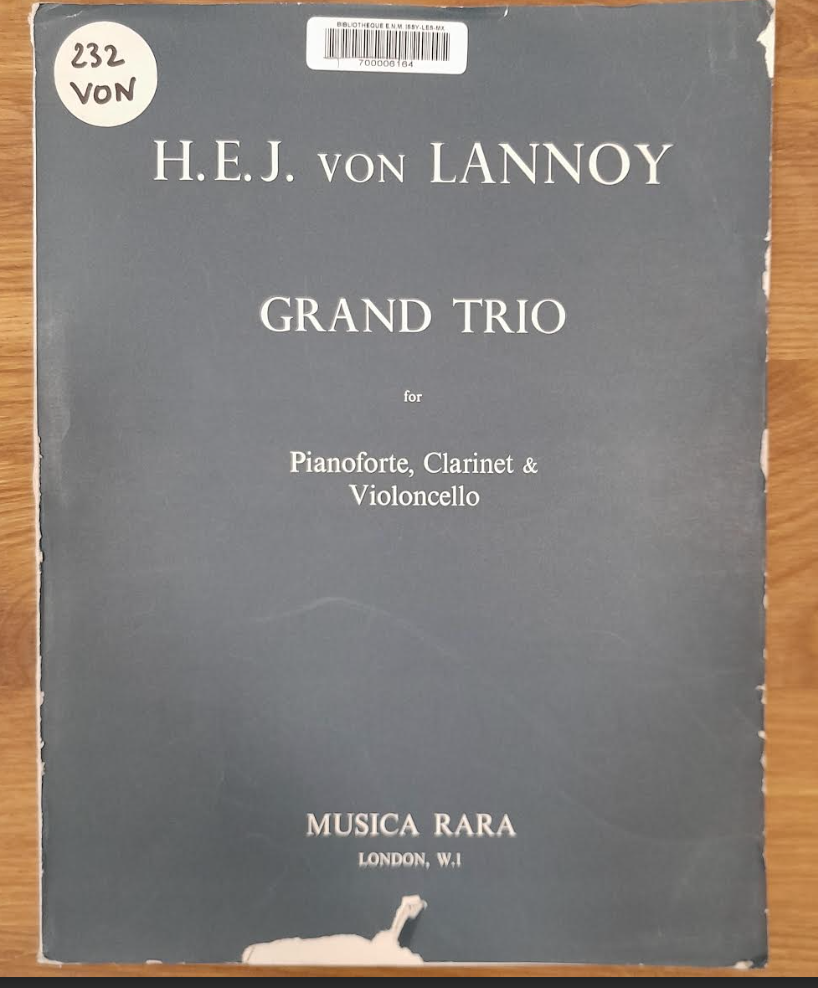 BIBLIOTHEQUE E.N.M. ISSY-LES-MX
700006164
232
VON
H.E.J. VON LANNOY
GRAND TRIO
for
Pianoforte, Clarinet &
Violoncello
MUSICA RARA
LONDON, W.1